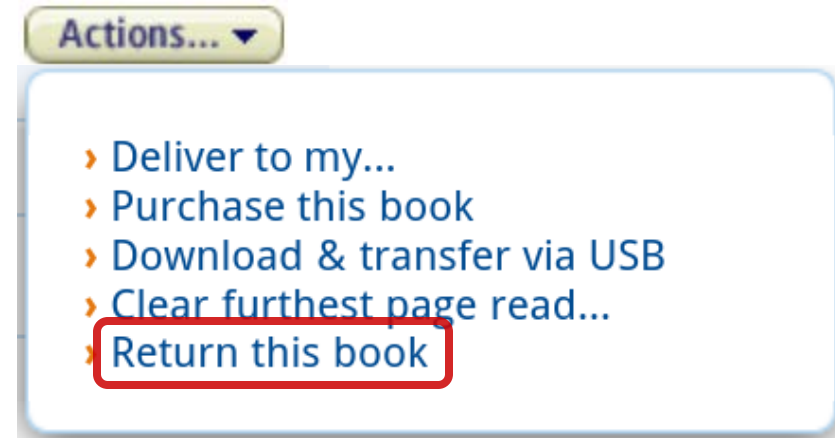 Actions...
Deliver to my...
Purchase this book
Download & transfer via USB
Clear furthest page read...
Return this book